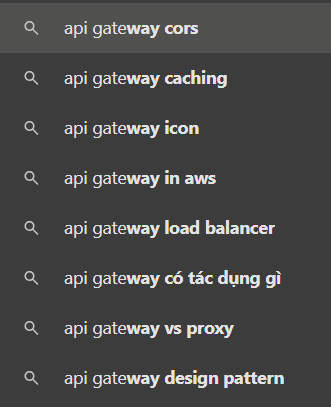 api gateway cors
api gateway caching
api gateway icon
api gateway in aws
api gateway load balancer
api gateway có tác dụng gì
api gateway vs proxy
api gateway design pattern